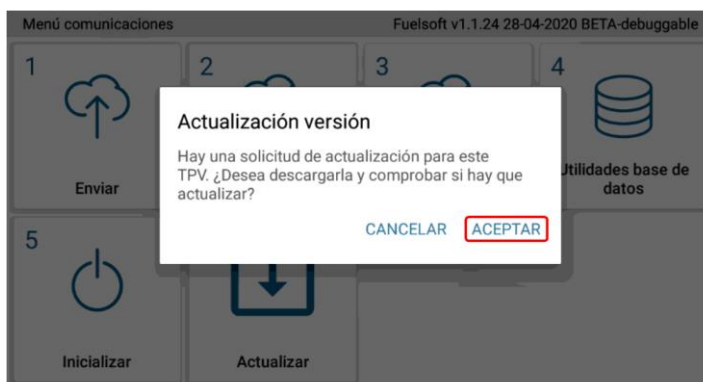 Menú comunicaciones
Fuelsoft v1.1.24 28-04-2020 BETA-debuggable
1
2
3
4
Actualización versión
Hay una solicitud de actualización para este
TPV. ¿Desea descargarla y comprobar si hay que
actualizar?
CANCELAR ACEPTAR
Enviar
Utilidades base de
datos
5
Inicializar
Actualizar